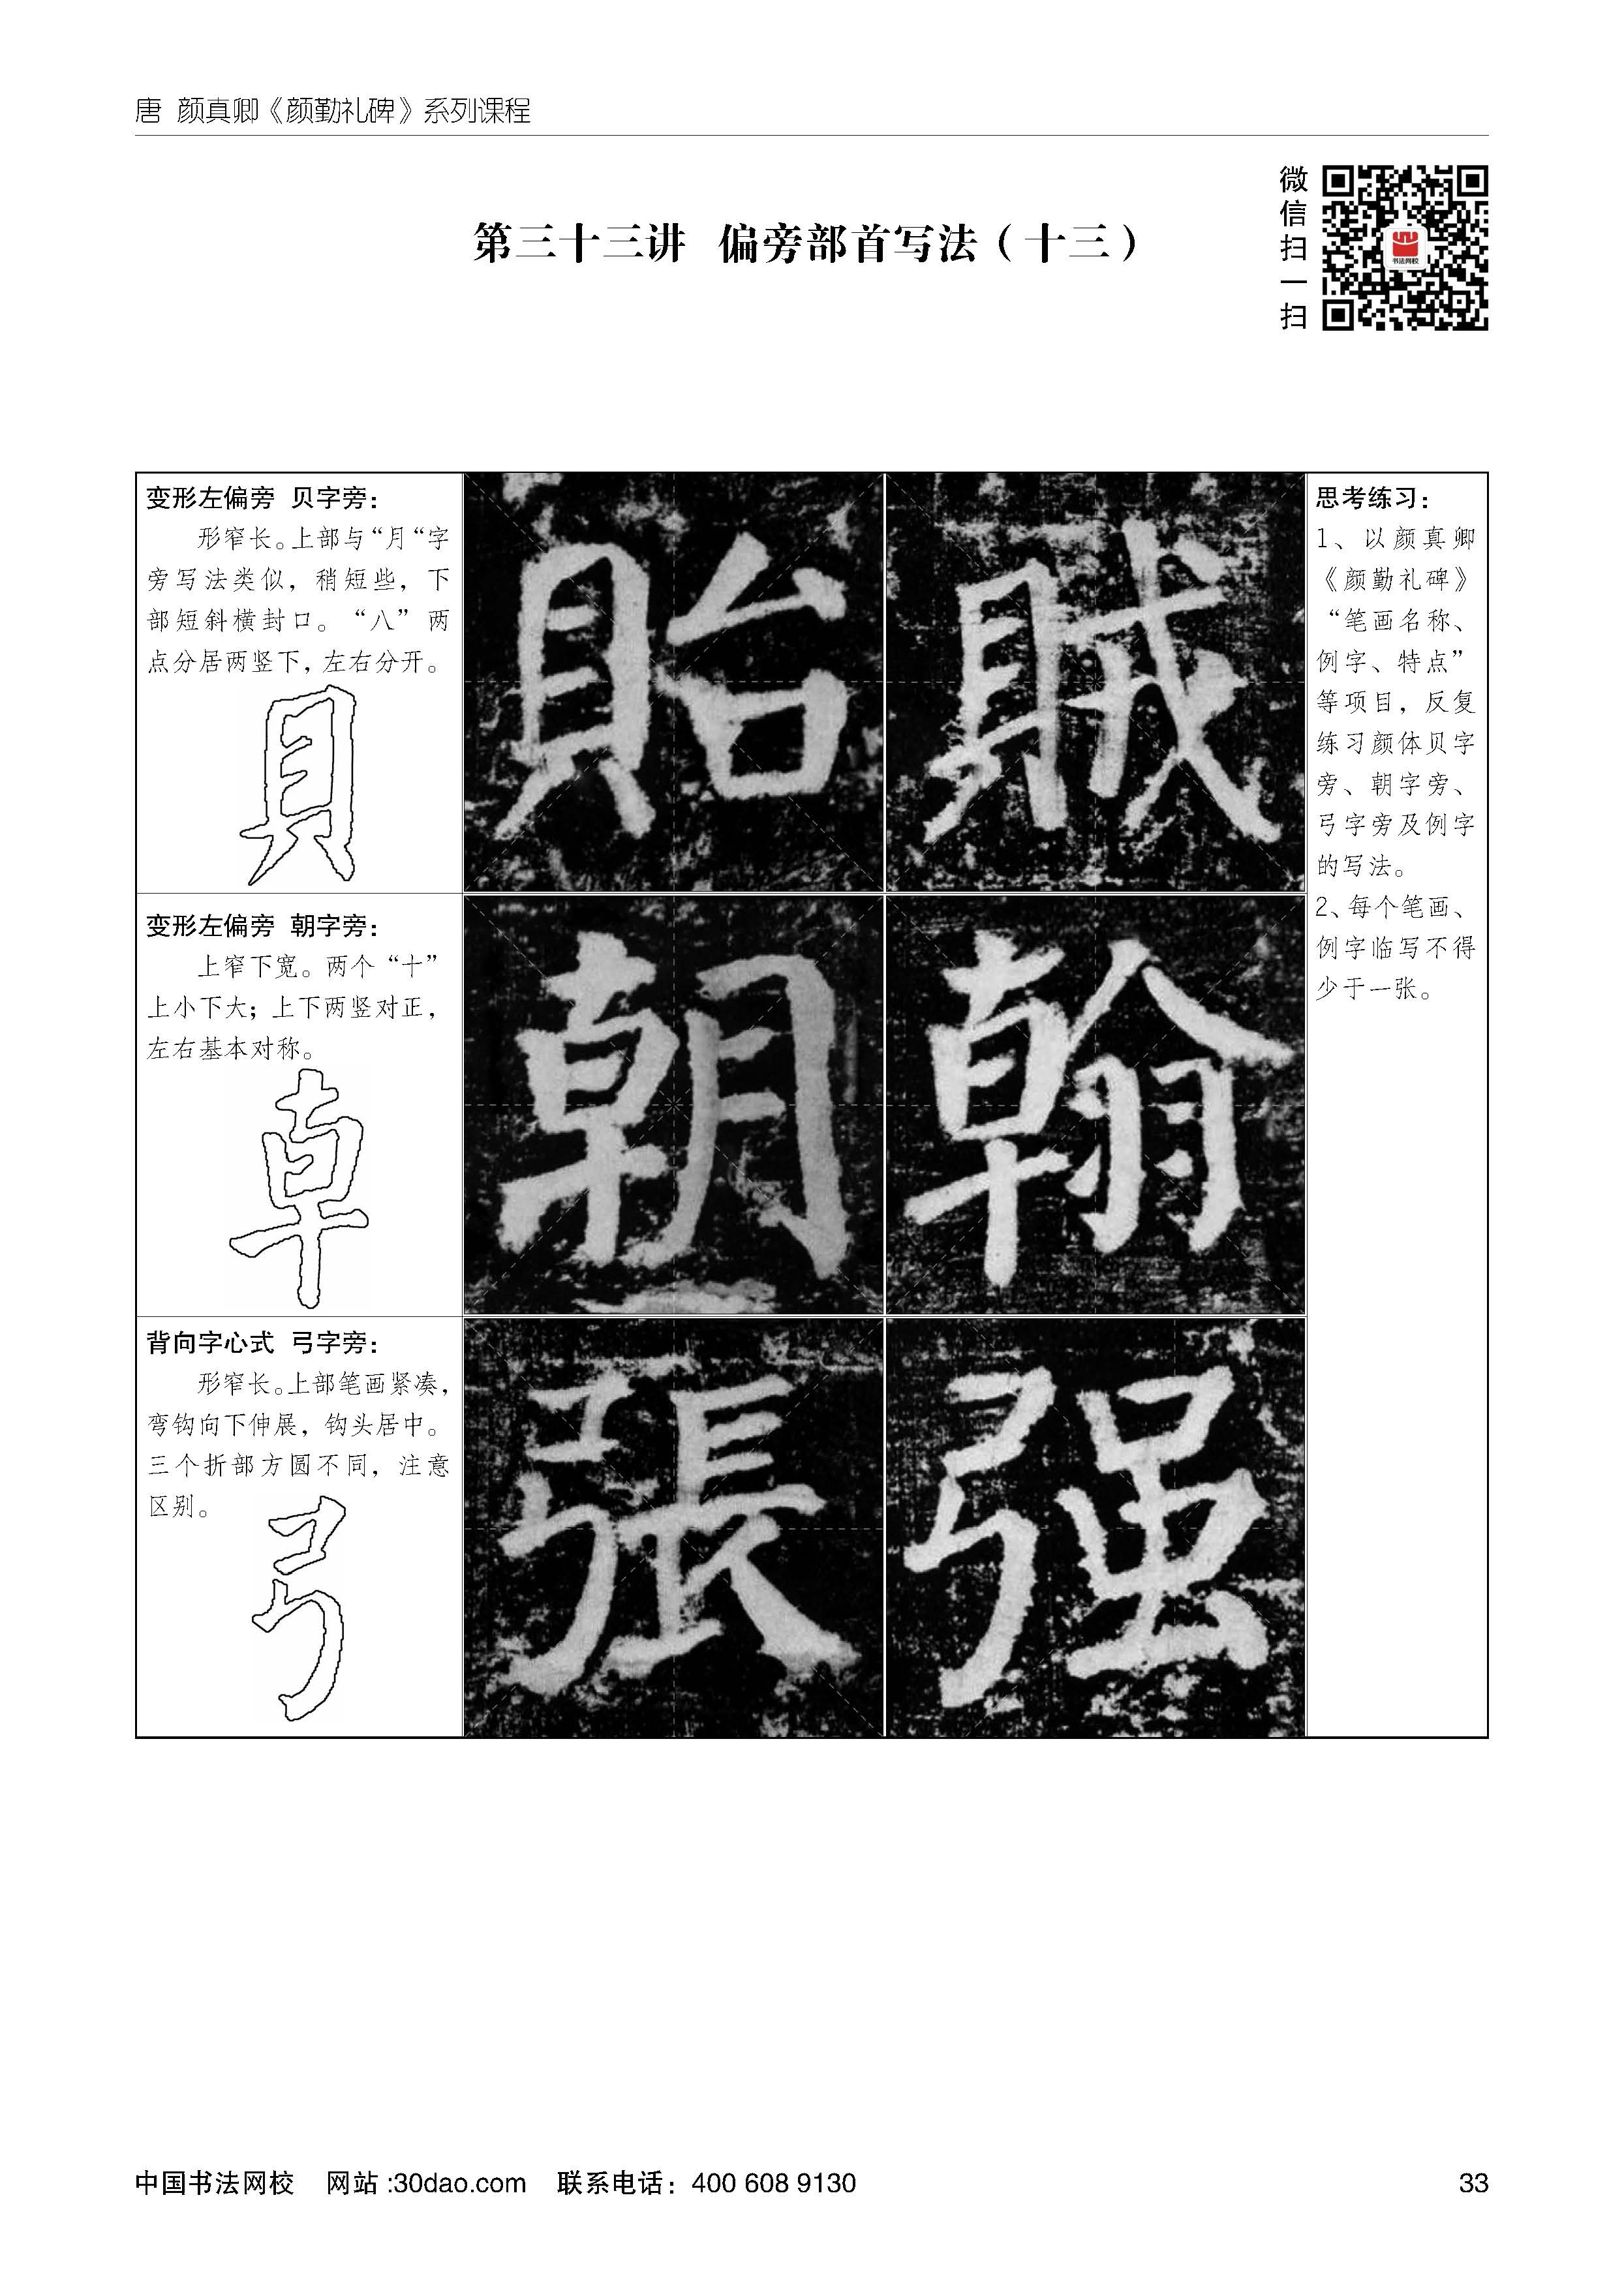 唐 颜真卿《颜勤礼碑》系列课程
微信扫一扫
书法网校
第三十三讲 偏旁部首写法（十三）
变形左偏旁 贝字旁：
形窄长。上部与“月“字
旁写法类似，稍短些，下
部短斜横封口。“八”两
点分居两竖下，左右分开。
貝
貽 賊
变形左偏旁 朝字旁：
上窄下宽。两个“十”
上小下大；上下两竖对正，
左右基本对称。
朝 翰
背向字心式 弓字旁：
形窄长。上部笔画紧凑，
弯钩向下伸展，钩头居中。
三个折部方圆不同，注意
区别。
弓
張 强
思考练习：
1、以颜真卿
《颜勤礼碑》
“笔画名称、
例字、特点”
等项目，反复
练习颜体贝字
旁、朝字旁、
弓字旁及例字
的写法。
2、每个笔画、
例字临写不得
少于一张。
中国书法网校 网站:30dao.com 联系电话：400 608 9130
33